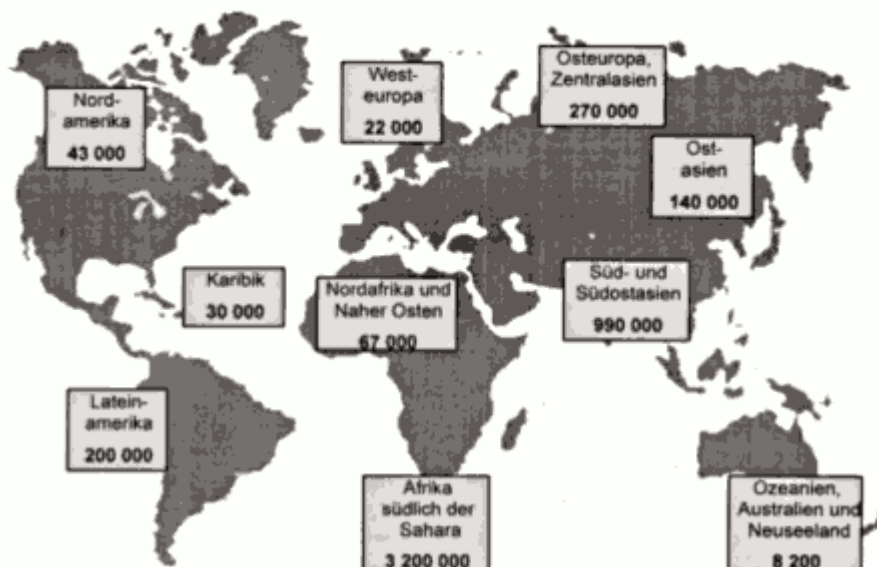 Nord-
amerika
43 000
West-
europa
22 000
Osteuropa,
Zentralasien
270 000
Ost-
asien
140 000
Karibik
30 000
Nordafrika und
Naher Osten
67 000
Süd- und
Südostasien
990 000
Latein-
amerika
200 000
Afrika
südlich der
Sahara
3 200 000
Ozeanien,
Australien und
Neuseeland
8 200